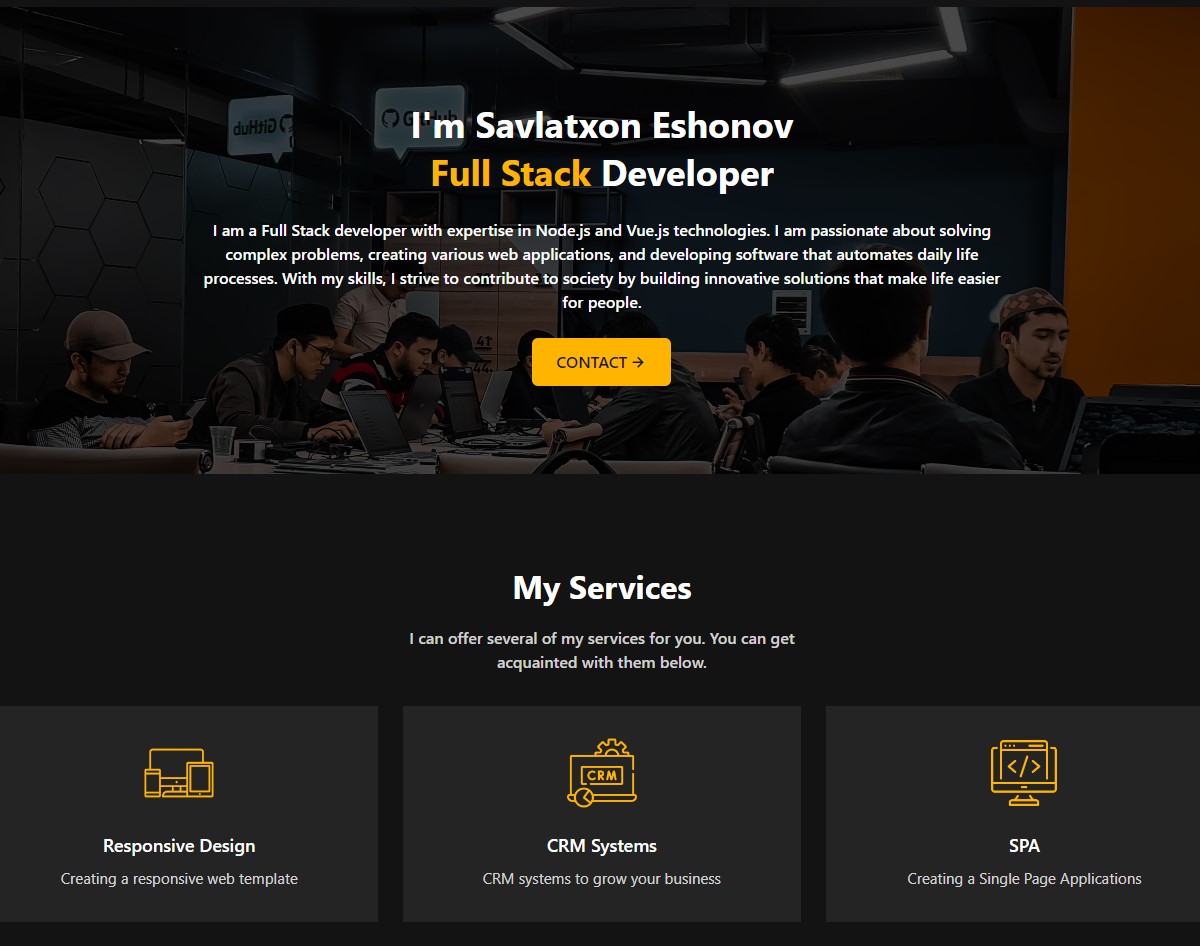 GitHub
GitHub
I'm Savlatxon Eshonov
Full Stack Developer
I am a Full Stack developer with expertise in Node.js and Vue.js technologies. I am passionate about solving
complex problems, creating various web applications, and developing software that automates daily life
processes. With my skills, I strive to contribute to society by building innovative solutions that make life easier
for people.
CONTACT →
My Services
I can offer several of my services for you. You can get
acquainted with them below.
CRM
Responsive Design
CRM Systems
SPA
Creating a responsive web template
CRM systems to grow your business
Creating a Single Page Applications